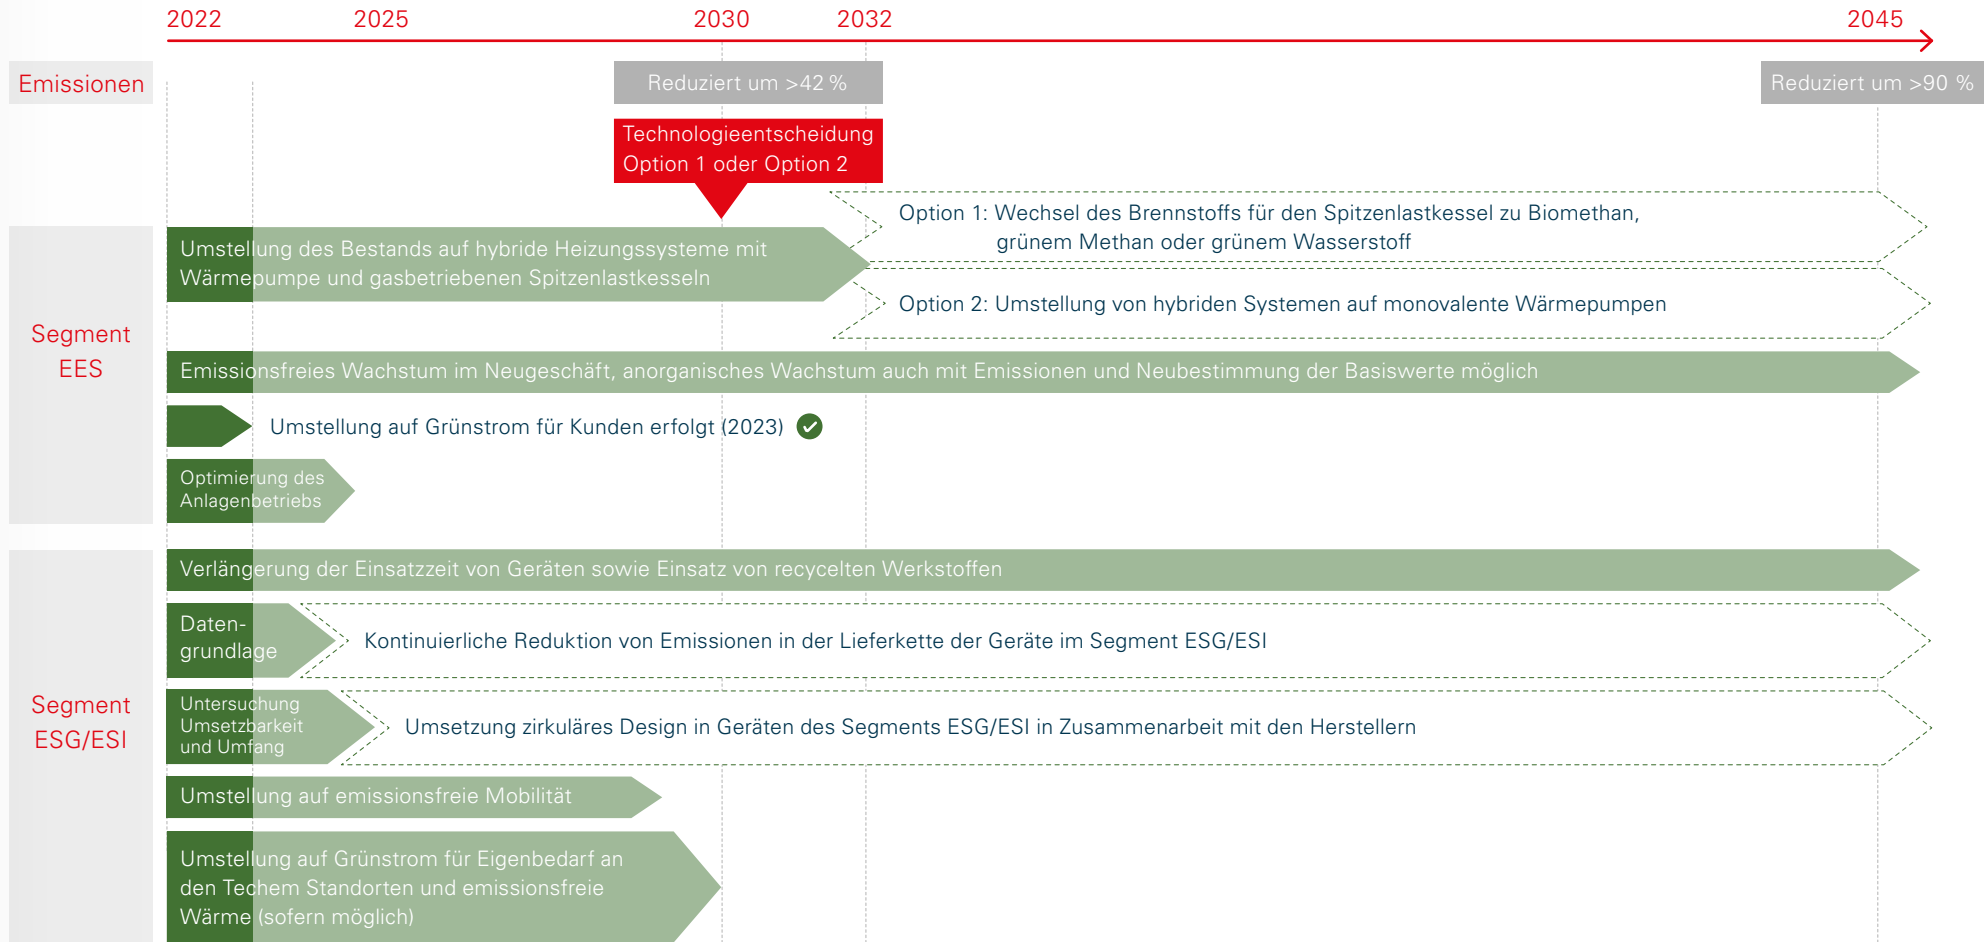 2022
2025
2030
2032
2045
Emissionen
Reduziert um >42 %
Reduziert um >90 %
Technologieentscheidung
Option 1 oder Option 2
Segment
EES
Umstellung des Bestands auf hybride Heizungssysteme mit
Wärmepumpe und gasbetriebenen Spitzenlastkesseln
Option 1: Wechsel des Brennstoffs für den Spitzenlastkessel zu Biomethan,
grünem Methan oder grünem Wasserstoff
Option 2: Umstellung von hybriden Systemen auf monovalente Wärmepumpen
Emissionsfreies Wachstum im Neugeschäft, anorganisches Wachstum auch mit Emissionen und Neubestimmung der Basiswerte möglich
Umstellung auf Grünstrom für Kunden erfolgt (2023)
Optimierung des
Anlagenbetriebs
Segment
ESG/ESI
Verlängerung der Einsatzzeit von Geräten sowie Einsatz von recycelten Werkstoffen
Daten-
grundlage
Kontinuierliche Reduktion von Emissionen in der Lieferkette der Geräte im Segment ESG/ESI
Untersuchung
Umsetzbarkeit
und Umfang
Umsetzung zirkuläres Design in Geräten des Segments ESG/ESI in Zusammenarbeit mit den Herstellern
Umstellung auf emissionsfreie Mobilität
Umstellung auf Grünstrom für Eigenbedarf an
den Techem Standorten und emissionsfreie
Wärme (sofern möglich)